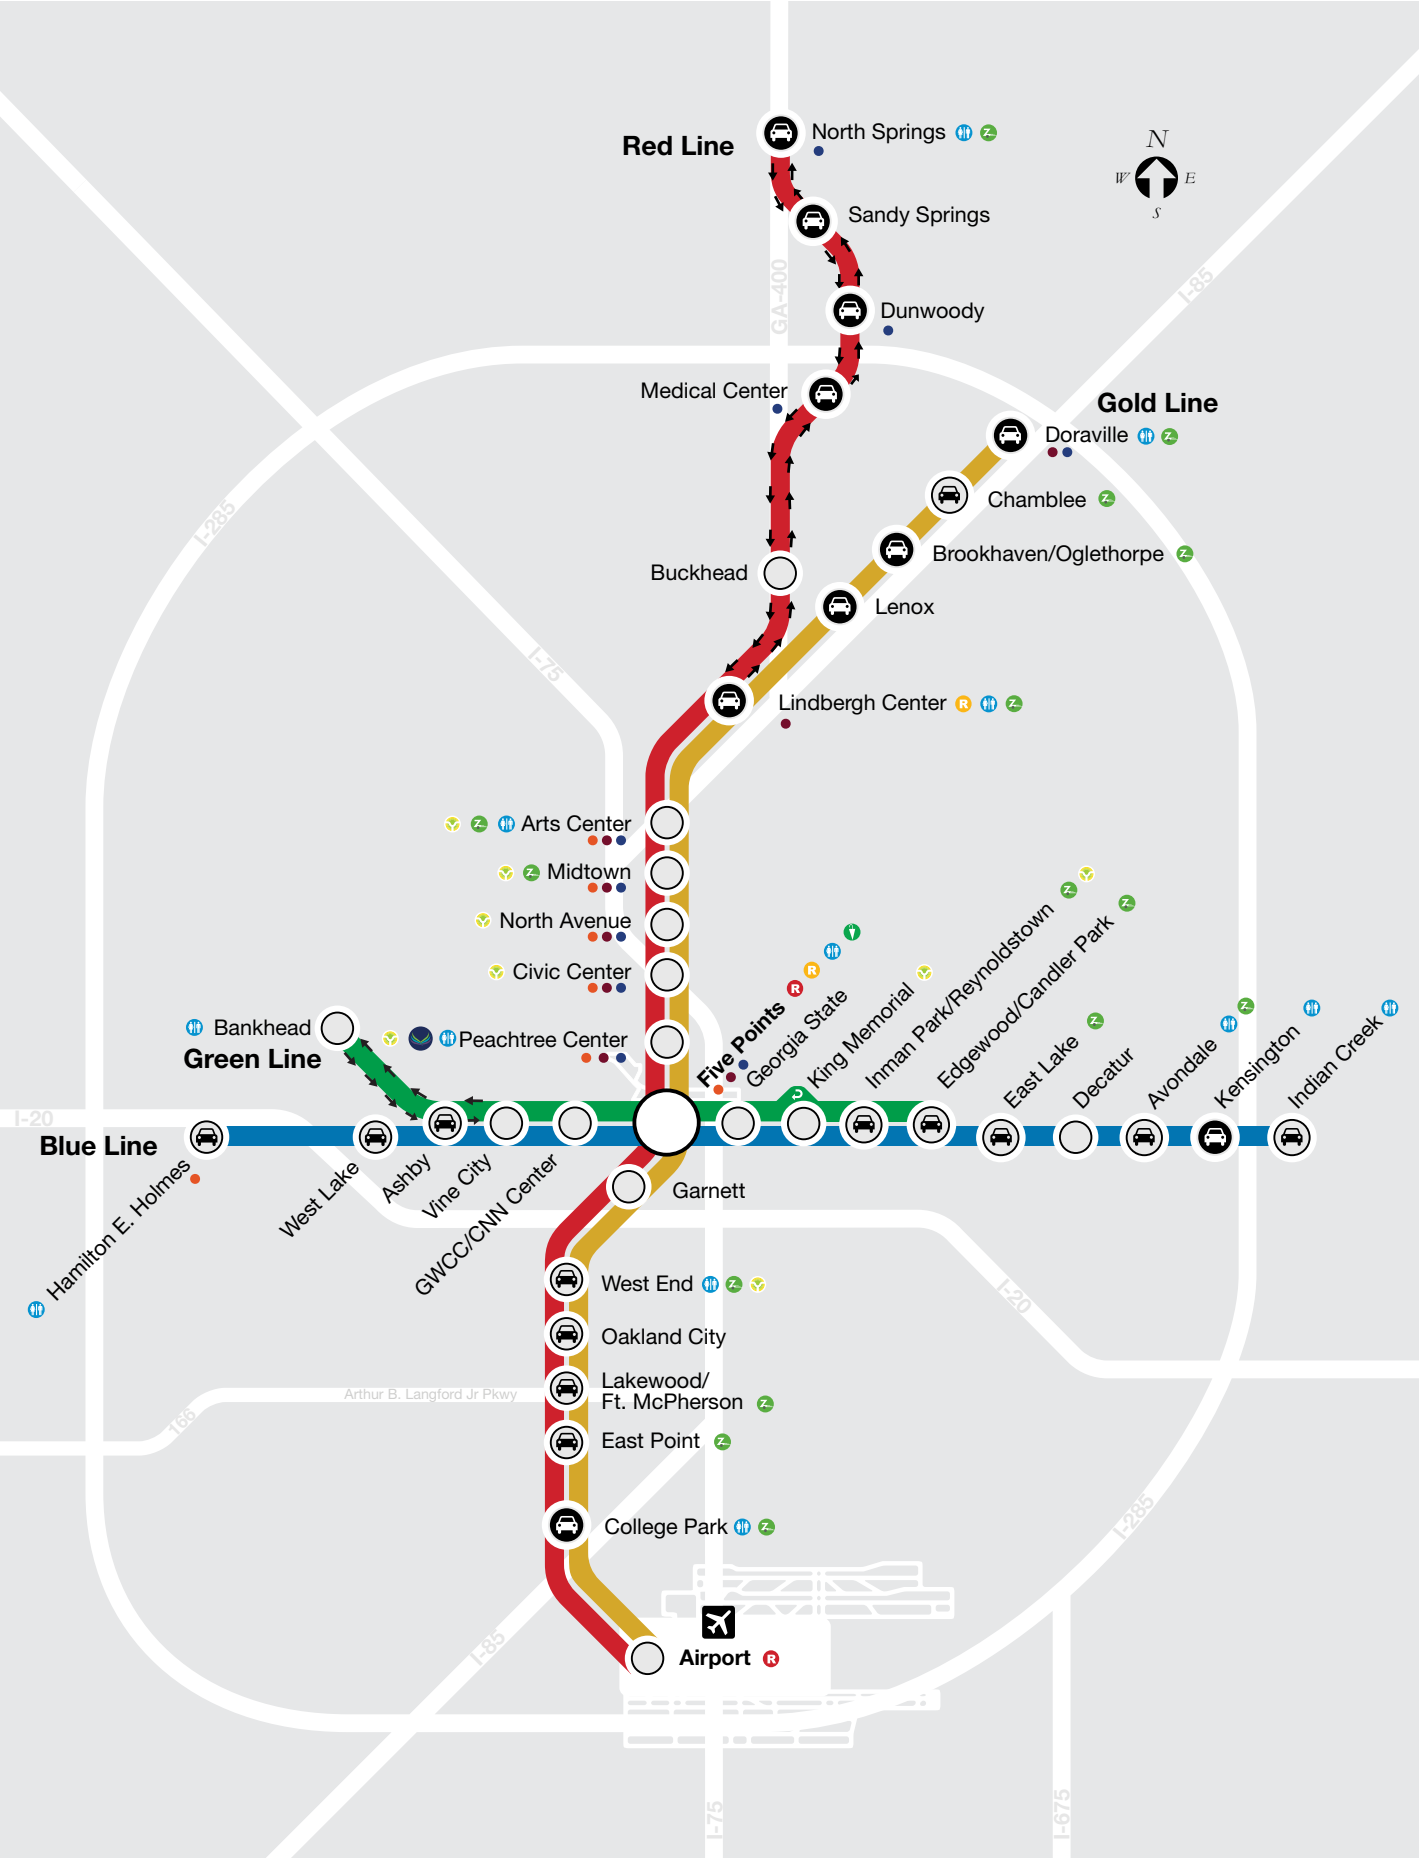 North Springs
Red Line
N
W
E
S
Sandy Springs
GA-400
I-85
Dunwoody
Medical Center
Gold Line
Doraville
Chamblee
I-285
Brookhaven/Oglethorpe
Buckhead
Lenox
I-75
Lindbergh Center
R
Arts Center
Midtown
North Avenue
Civic Center
R
R
Bankhead
Peachtree Center
Green Line
Five Points
Georgia State
King Memorial
Inman Park/Reynoldstown
Edgewood/Candler Park
East Lake
Decatur
Avondale
Kensington
Indian Creek
I-20
Blue Line
Hamilton E. Holmes
West Lake
Ashby
Vine City
GWCC/CNN Center
Garnett
West End
I-20
Oakland City
Lakewood/
Ft. McPherson
Arthur B. Langford Jr Pkwy
166
East Point
College Park
I-285
I-85
Airport
R
I-75
I-675